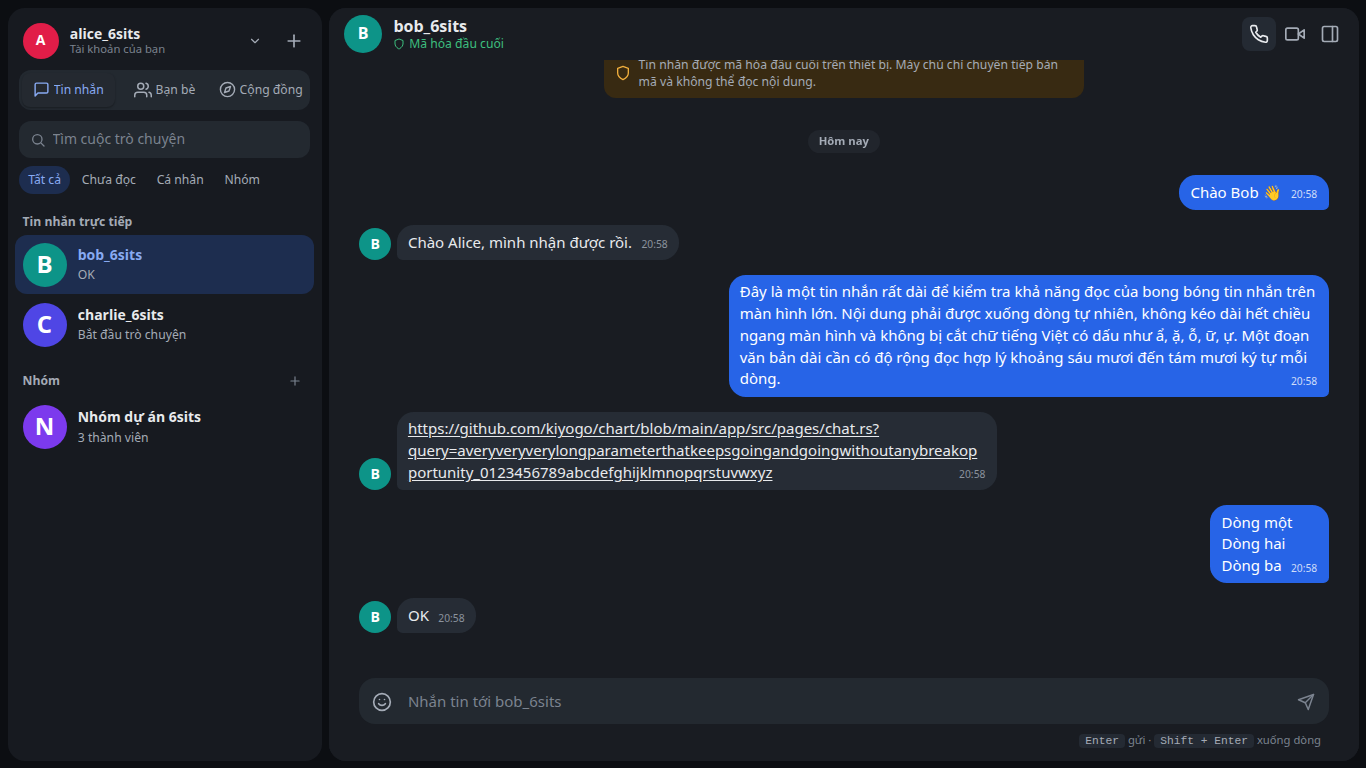 A
alice_6sits
Tài khoản của bạn
Tin nhắn
Bạn bè
Cộng đồng
Tìm cuộc trò chuyện
Tất cả
Chưa đọc
Cá nhân
Nhóm
Tin nhắn trực tiếp
B
bob_6sits
OK
C
charlie_6sits
Bắt đầu trò chuyện
Nhóm
N
Nhóm dự án 6sits
3 thành viên
B
bob_6sits
Mã hóa đầu cuối
Tin nhắn được mã hóa đầu cuối trên thiết bị. Máy chủ chỉ chuyển tiếp bản
mã và không thể đọc nội dung.
Hôm nay
Chào Bob 👋 20:58
B
Chào Alice, mình nhận được rồi. 20:58
Đây là một tin nhắn rất dài để kiểm tra khả năng đọc của bong bóng tin nhắn trên
màn hình lớn. Nội dung phải được xuống dòng tự nhiên, không kéo dài hết chiều
ngang màn hình và không bị cắt chữ tiếng Việt có dấu như ẩ, ặ, ỗ, ữ, ự. Một đoạn
văn bản dài cần có độ rộng đọc hợp lý khoảng sáu mươi đến tám mươi ký tự mỗi
dòng. 20:58
https://github.com/kiyogo/chart/blob/main/app/src/pages/chat.rs?
query=averyveryverylongparameterthatkeepsgoingandgoingwithoutanybreakop
B
portunity_0123456789abcdefghijklmnopqrstuvwxyz 20:58
Dòng một
Dòng hai
Dòng ba 20:58
B
OK 20:58
Nhắn tin tới bob_6sits
Enter gửi · Shift + Enter xuống dòng